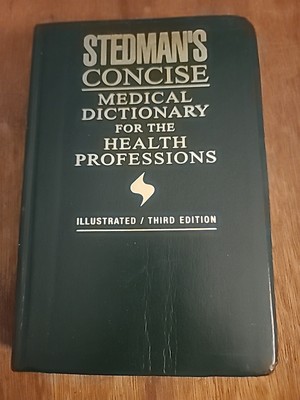 STEDMAN'S
CONCISE
MEDICAL
DICTIONARY
FOR THE
HEALTH
PROFESSIONS
ILLUSTRATED / THIRD EDITION